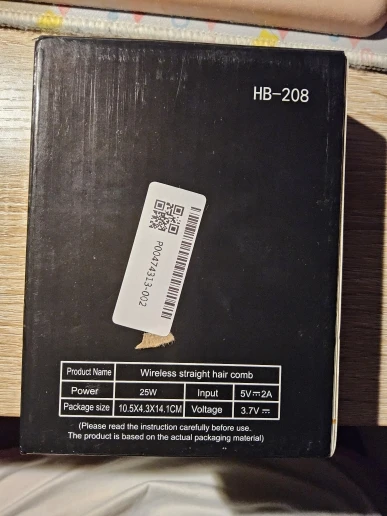 HB-208
P00474313-002
Product Name Wireless straight hair comb
Power 25W Input 5V⎓2A
Package size 10.5X4.3X14.1CM Voltage 3.7V ⎓
(Please read the instruction carefully before use.
The product is based on the actual packaging material)